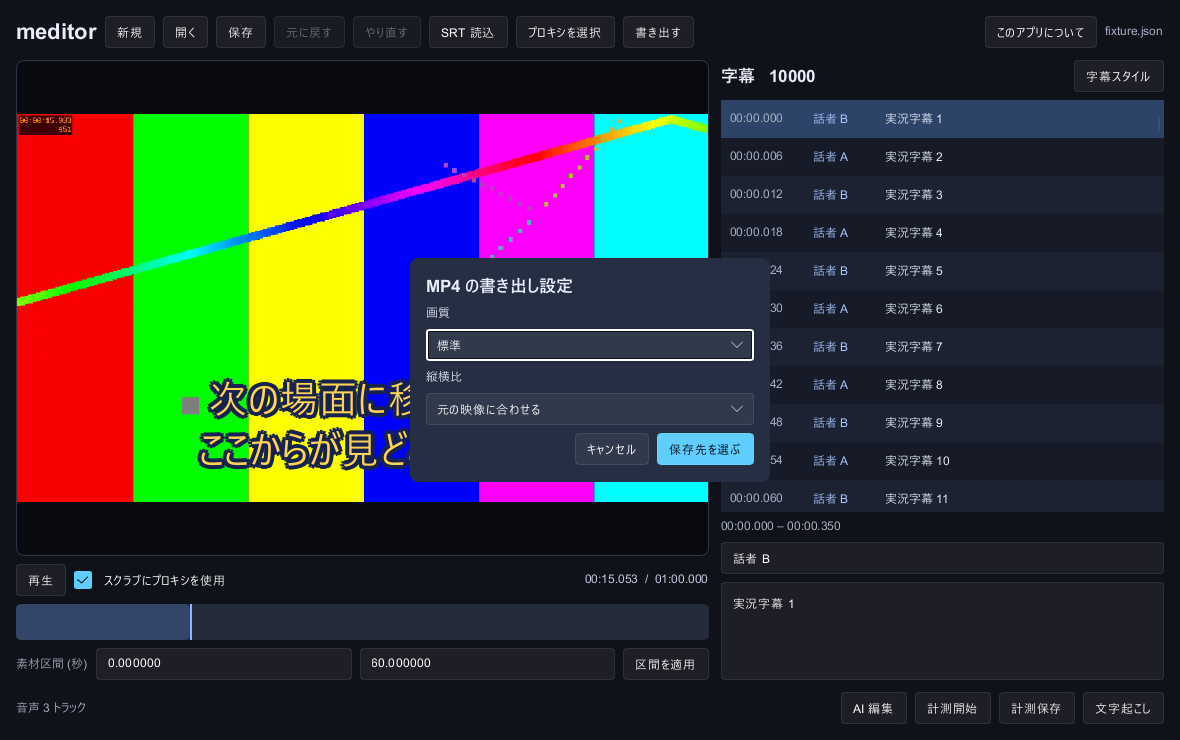 meditor
新規
開く
保存
元に戻す
やり直す
SRT 読込
プロキシを選択
書き出す
このアプリについて
fixture.json
00:00:15.933
451
次の場面に移
ここからが見ど
MP4 の書き出し設定
画質
標準
縦横比
元の映像に合わせる
キャンセル
保存先を選ぶ
再生
スクラブにプロキシを使用
00:15.053 / 01:00.000
素材区間 (秒)
0.000000
60.000000
区間を適用
音声 3 トラック
字幕 10000
字幕スタイル
00:00.000 話者 B 実況字幕 1
00:00.006 話者 A 実況字幕 2
00:00.012 話者 B 実況字幕 3
00:00.018 話者 A 実況字幕 4
24 話者 B 実況字幕 5
30 話者 A 実況字幕 6
36 話者 B 実況字幕 7
42 話者 A 実況字幕 8
48 話者 B 実況字幕 9
54 話者 A 実況字幕 10
00:00.060 話者 B 実況字幕 11
00:00.000 – 00:00.350
話者 B
実況字幕 1
AI 編集
計測開始
計測保存
文字起こし